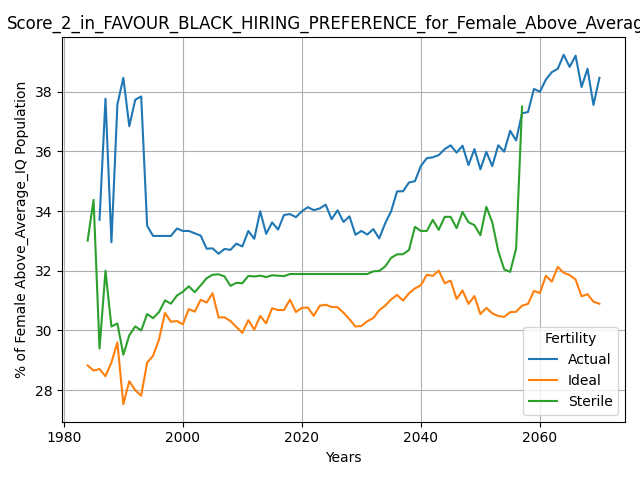 Score_2_in_FAVOUR_BLACK_HIRING_PREFERENCE_for_Female_Above_Averag
% of Female Above_Average_IQ Population
38
36
34
32
30
28
1980
2000
2020
2040
2060
Years
Fertility
Actual
Ideal
Sterile